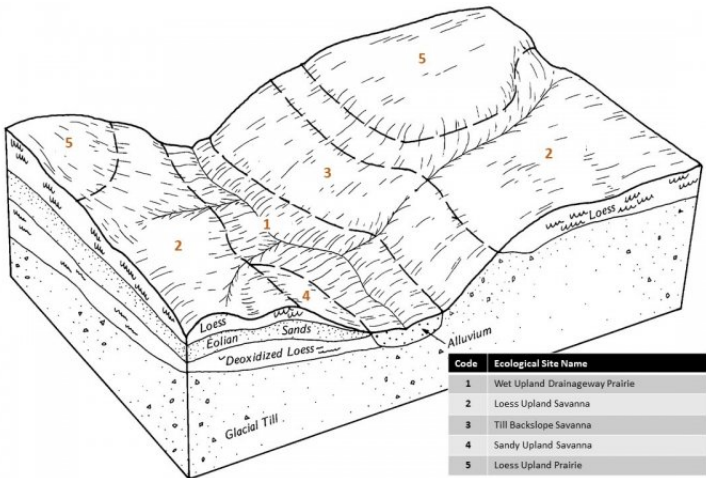 5
5
2
3
1
2
4
Loess
Loess
Eolian Sands
Deoxidized Loess
Alluvium
Glacial Till
Code Ecological Site Name
1 Wet Upland Drainageway Prairie
2 Loess Upland Savanna
3 Till Backslope Savanna
4 Sandy Upland Savanna
5 Loess Upland Prairie